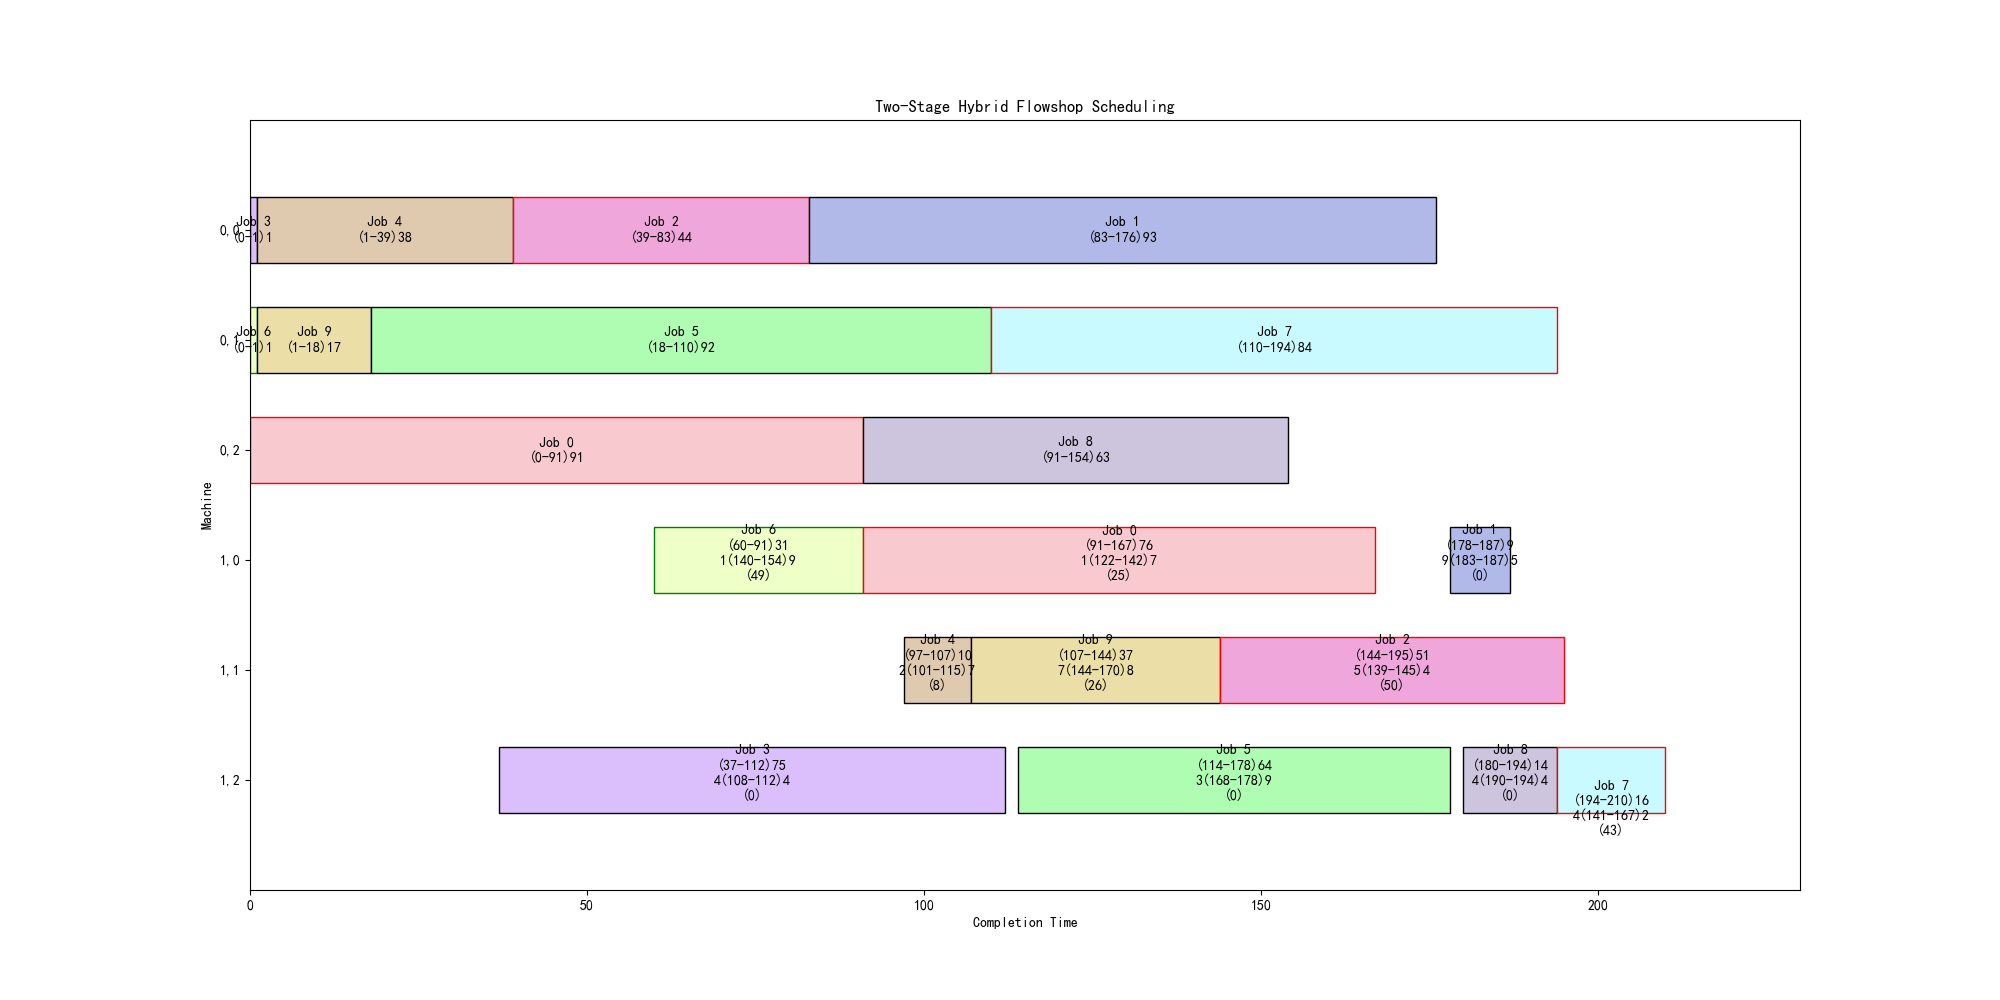 Two-Stage Hybrid Flowshop Scheduling
0,0
Job 3
(0-1)1
Job 4
(1-39)38
Job 2
(39-83)44
Job 1
(83-176)93
0,1
Job 6
(0-1)1
Job 9
(1-18)17
Job 5
(18-110)92
Job 7
(110-194)84
0,2
Job 0
(0-91)91
Job 8
(91-154)63
Machine
1,0
Job 6
(60-91)31
1(140-154)9
(49)
Job 0
(91-167)76
1(122-142)7
(25)
Job 1
(178-187)9
9(183-187)5
(0)
1,1
Job 4
(97-107)10
2(101-115)7
(8)
Job 9
(107-144)37
7(144-170)8
(26)
Job 2
(144-195)51
5(139-145)4
(50)
1,2
Job 3
(37-112)75
4(108-112)4
(0)
Job 5
(114-178)64
3(168-178)9
(0)
Job 8
(180-194)14
4(190-194)4
(0)
Job 7
(194-210)16
4(141-167)2
(43)
0
50
100
150
200
Completion Time